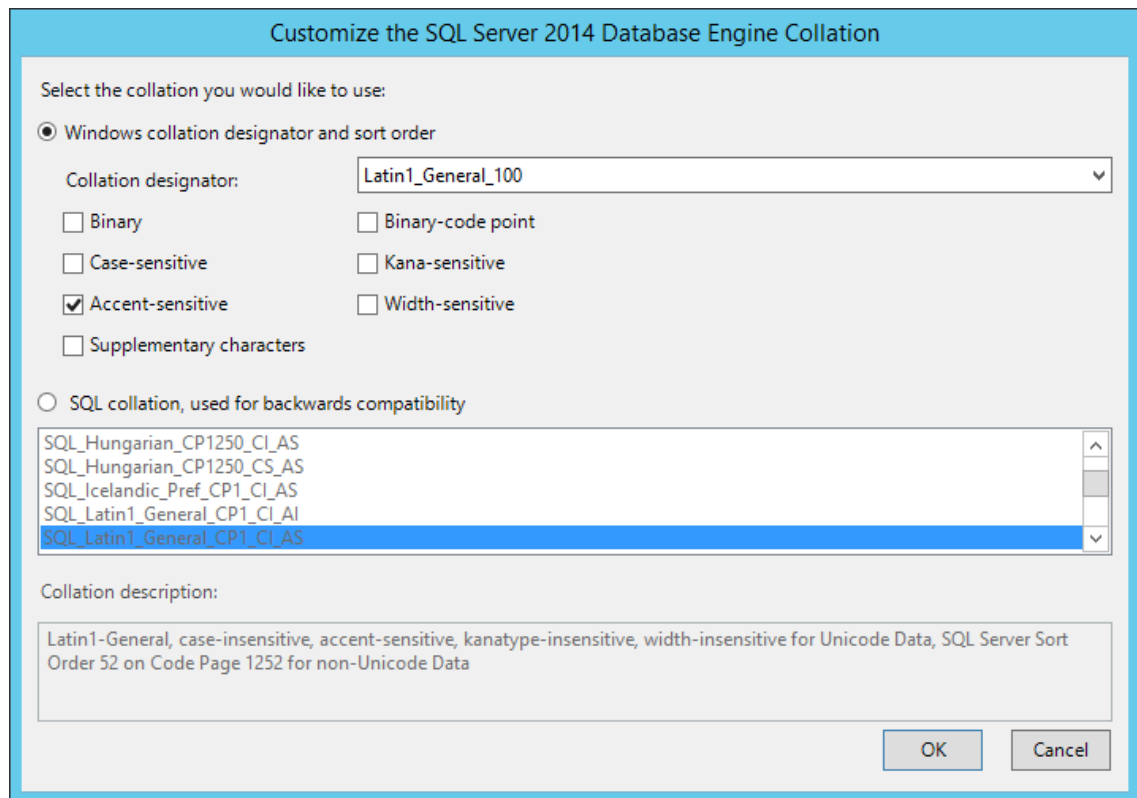 Customize the SQL Server 2014 Database Engine Collation
Select the collation you would like to use:
Windows collation designator and sort order
Collation designator: Latin1_General_100
Binary Binary-code point
Case-sensitive Kana-sensitive
Accent-sensitive Width-sensitive
Supplementary characters
SQL collation, used for backwards compatibility
SQL_Hungarian_CP1250_CI_AS
SQL_Hungarian_CP1250_CS_AS
SQL_Icelandic_Pref_CP1_CI_AS
SQL_Latin1_General_CP1_CI_AI
SQL_Latin1_General_CP1_CI_AS
Collation description:
Latin1-General, case-insensitive, accent-sensitive, kanatype-insensitive, width-insensitive for Unicode Data, SQL Server Sort
Order 52 on Code Page 1252 for non-Unicode Data
OK Cancel